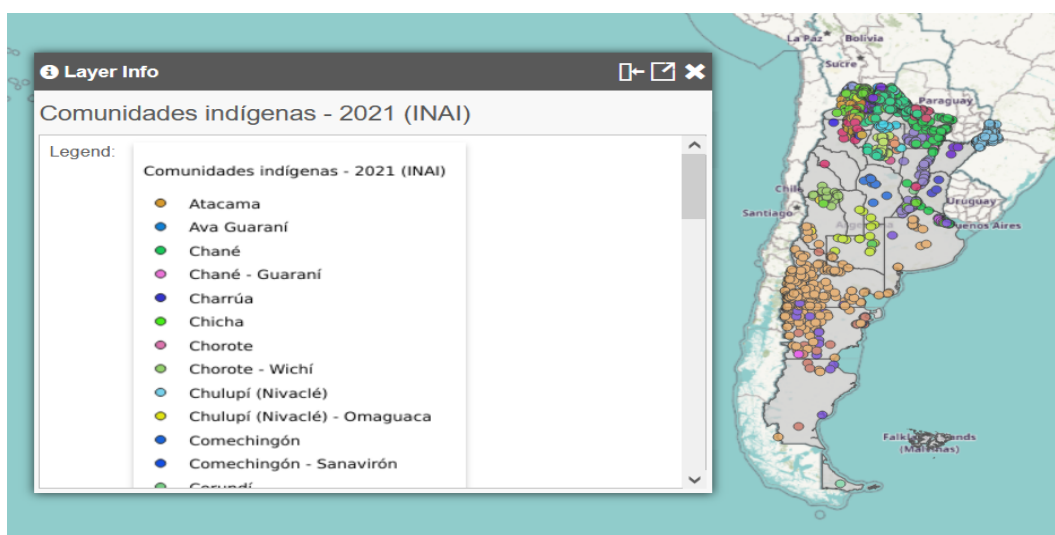 Layer Info
Comunidades indígenas - 2021 (INAI)
Legend:
Comunidades indígenas - 2021 (INAI)
Atacama
Ava Guaraní
Chané
Chané - Guaraní
Charrúa
Chicha
Chorote
Chorote - Wichí
Chulupí (Nivaclé)
Chulupí (Nivaclé) - Omaguaca
Comechingón
Comechingón - Sanavirón
Corundí
La Paz
Bolivia
Sucre
Paraguay
Chile
Uruguay
Santiago